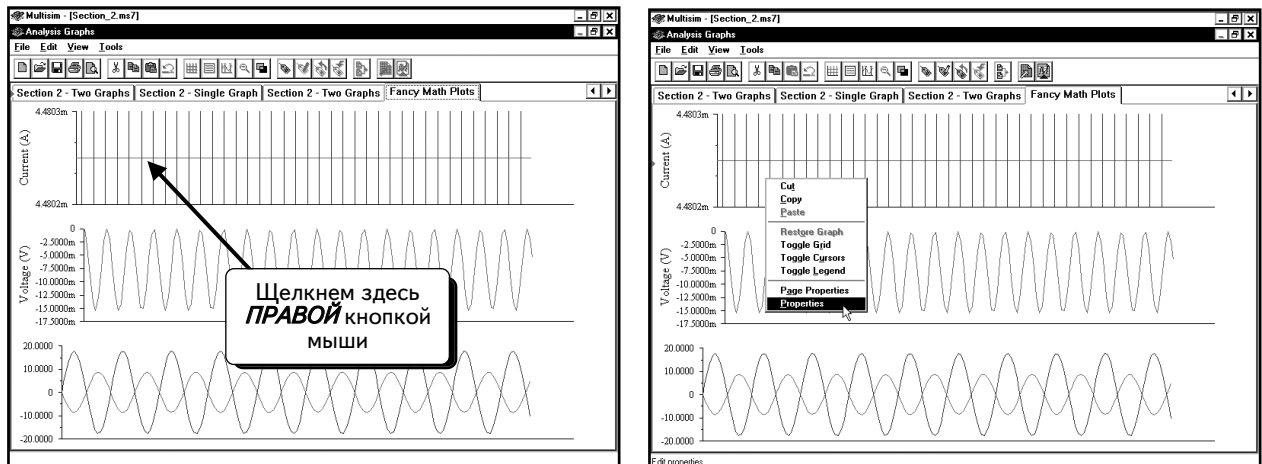 Multisim - [Section_2.ms7]
Analysis Graphs
File Edit View Tools
Section 2 - Two Graphs Section 2 - Single Graph Section 2 - Two Graphs Fancy Math Plots
4.4803m
Current (A)
4.4802m
0
-2.5000m
-5.0000m
-7.5000m
-10.0000m
-12.5000m
-15.0000m
-17.5000m
Voltage (V)
Щелкнем здесь
ПРАВОЙ кнопкой
мыши
20.0000
10.0000
0
-10.0000
-20.0000
Multisim - [Section_2.ms7]
Analysis Graphs
File Edit View Tools
Section 2 - Two Graphs Section 2 - Single Graph Section 2 - Two Graphs Fancy Math Plots
4.4803m
Current (A)
4.4802m
Cut
Copy
Paste
Restore Graph
Toggle Grid
Toggle Cursors
Toggle Legend
Page Properties
Properties
0
-2.5000m
-5.0000m
-7.5000m
-10.0000m
-12.5000m
-15.0000m
-17.5000m
Voltage (V)
20.0000
10.0000
0
-10.0000
-20.0000
Edit properties